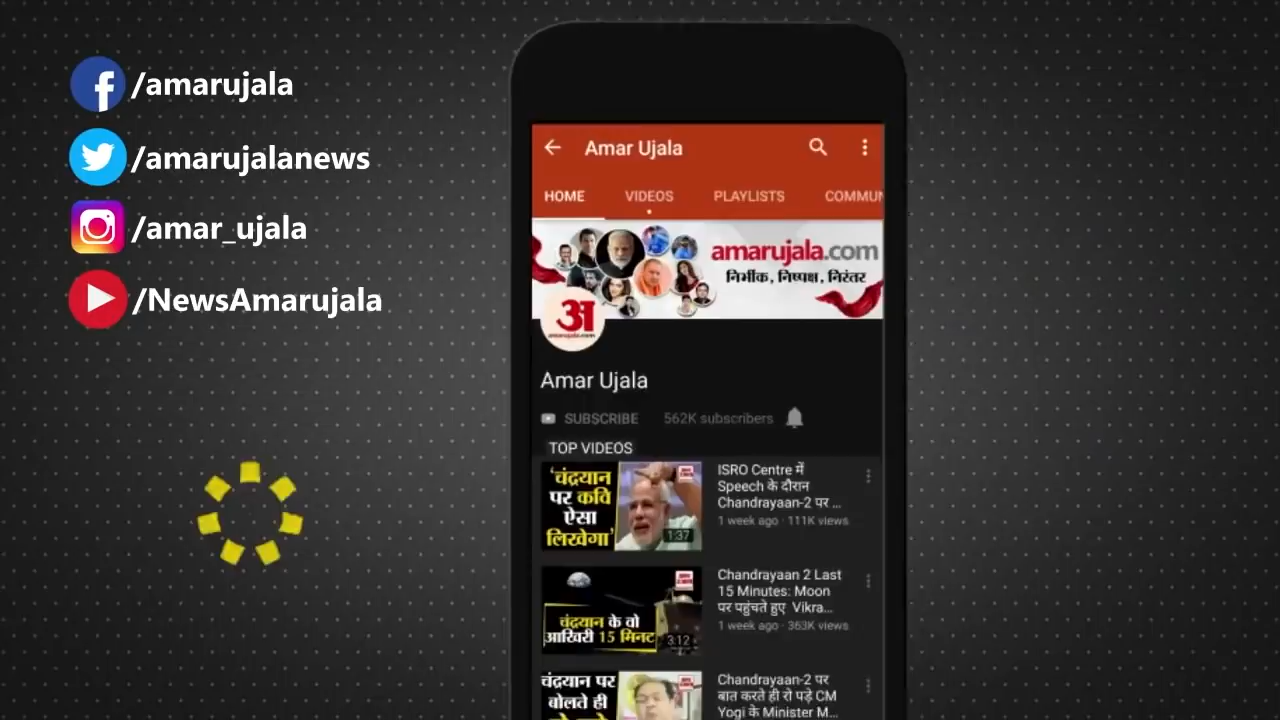 /amarujala
/amarujalanews
/amar_ujala
/NewsAmarujala
Amar Ujala
HOME VIDEOS PLAYLISTS COMMUN
amarujala.com
निर्भीक, निष्पक्ष, निरंतर
अ
amarujala.com
Amar Ujala
SUBSCRIBE 562K subscribers
TOP VIDEOS
'चंद्रयान
पर कवि
ऐसा
लिखेगा'
1:37
ISRO Centre में
Speech के दौरान
Chandrayaan-2 पर ...
1 week ago · 111K views
चंद्रयान के वो
आखिरी 15 मिनट
3:12
Chandrayaan 2 Last
15 Minutes: Moon
पर पहुंचते हुए Vikra...
1 week ago · 363K views
चंद्रयान पर
बोलते ही
Chandrayaan-2 पर
बात करते ही रो पड़े CM
Yogi के Minister M...